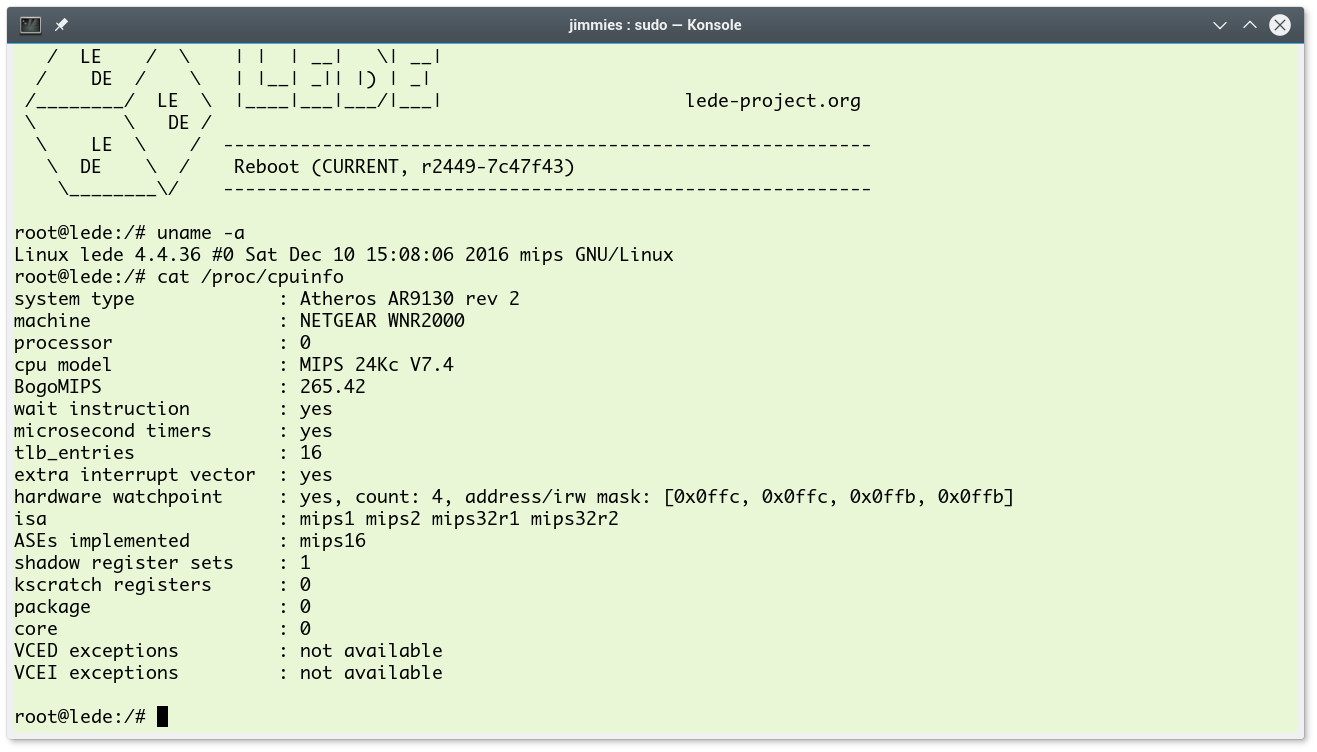 jimmies : sudo — Konsole
   /  LE    /  \    | |  | __|   \| __|
  /    DE  /    \   | |__| _|| |) | _|
 /________/  LE  \  |____|___|___/|___|                      lede-project.org
 \        \   DE /
  \    LE  \    /  -----------------------------------------------------------
   \  DE    \  /    Reboot (CURRENT, r2449-7c47f43)
    \________\/    -----------------------------------------------------------
root@lede:/# uname -a
Linux lede 4.4.36 #0 Sat Dec 10 15:08:06 2016 mips GNU/Linux
root@lede:/# cat /proc/cpuinfo
system type             : Atheros AR9130 rev 2
machine                 : NETGEAR WNR2000
processor               : 0
cpu model               : MIPS 24Kc V7.4
BogoMIPS                : 265.42
wait instruction        : yes
microsecond timers      : yes
tlb_entries             : 16
extra interrupt vector  : yes
hardware watchpoint     : yes, count: 4, address/irw mask: [0x0ffc, 0x0ffc, 0x0ffb, 0x0ffb]
isa                     : mips1 mips2 mips32r1 mips32r2
ASEs implemented        : mips16
shadow register sets    : 1
kscratch registers      : 0
package                 : 0
core                    : 0
VCED exceptions         : not available
VCEI exceptions         : not available
root@lede:/#